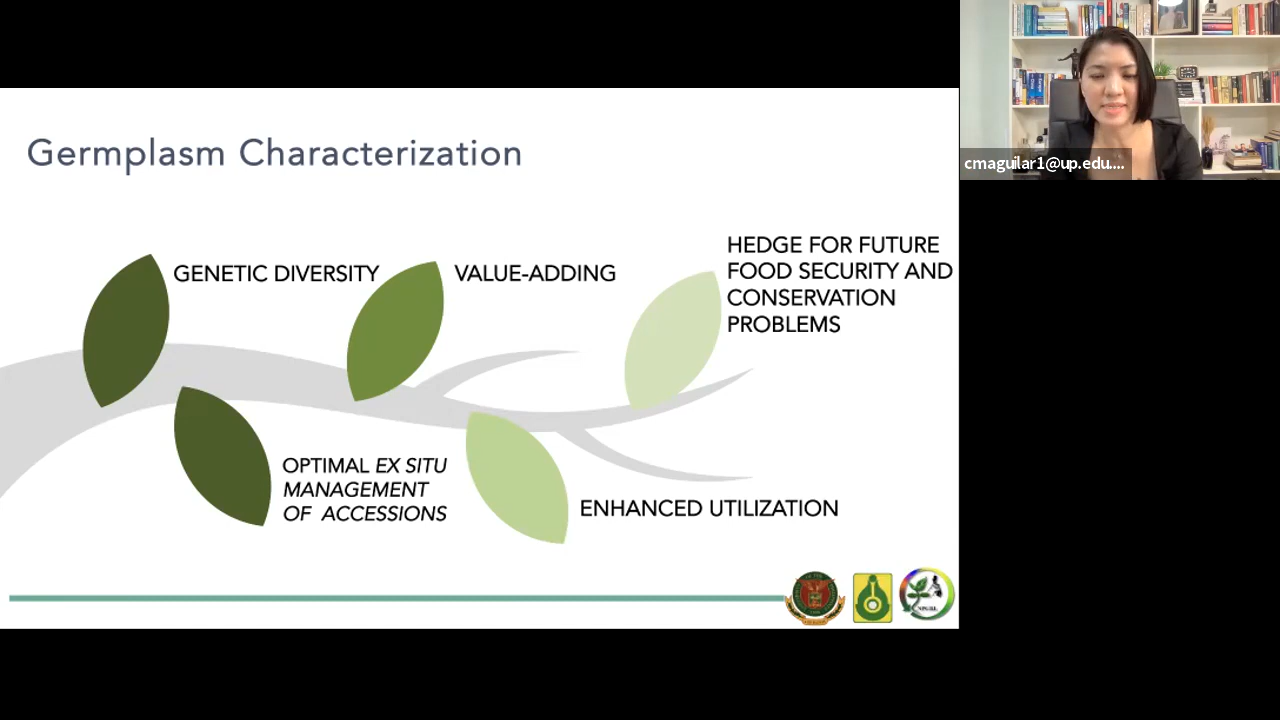 Germplasm Characterization
GENETIC DIVERSITY
VALUE-ADDING
HEDGE FOR FUTURE
FOOD SECURITY AND
CONSERVATION
PROBLEMS
OPTIMAL EX SITU
MANAGEMENT
OF ACCESSIONS
ENHANCED UTILIZATION
cmaguilar1@up.edu....